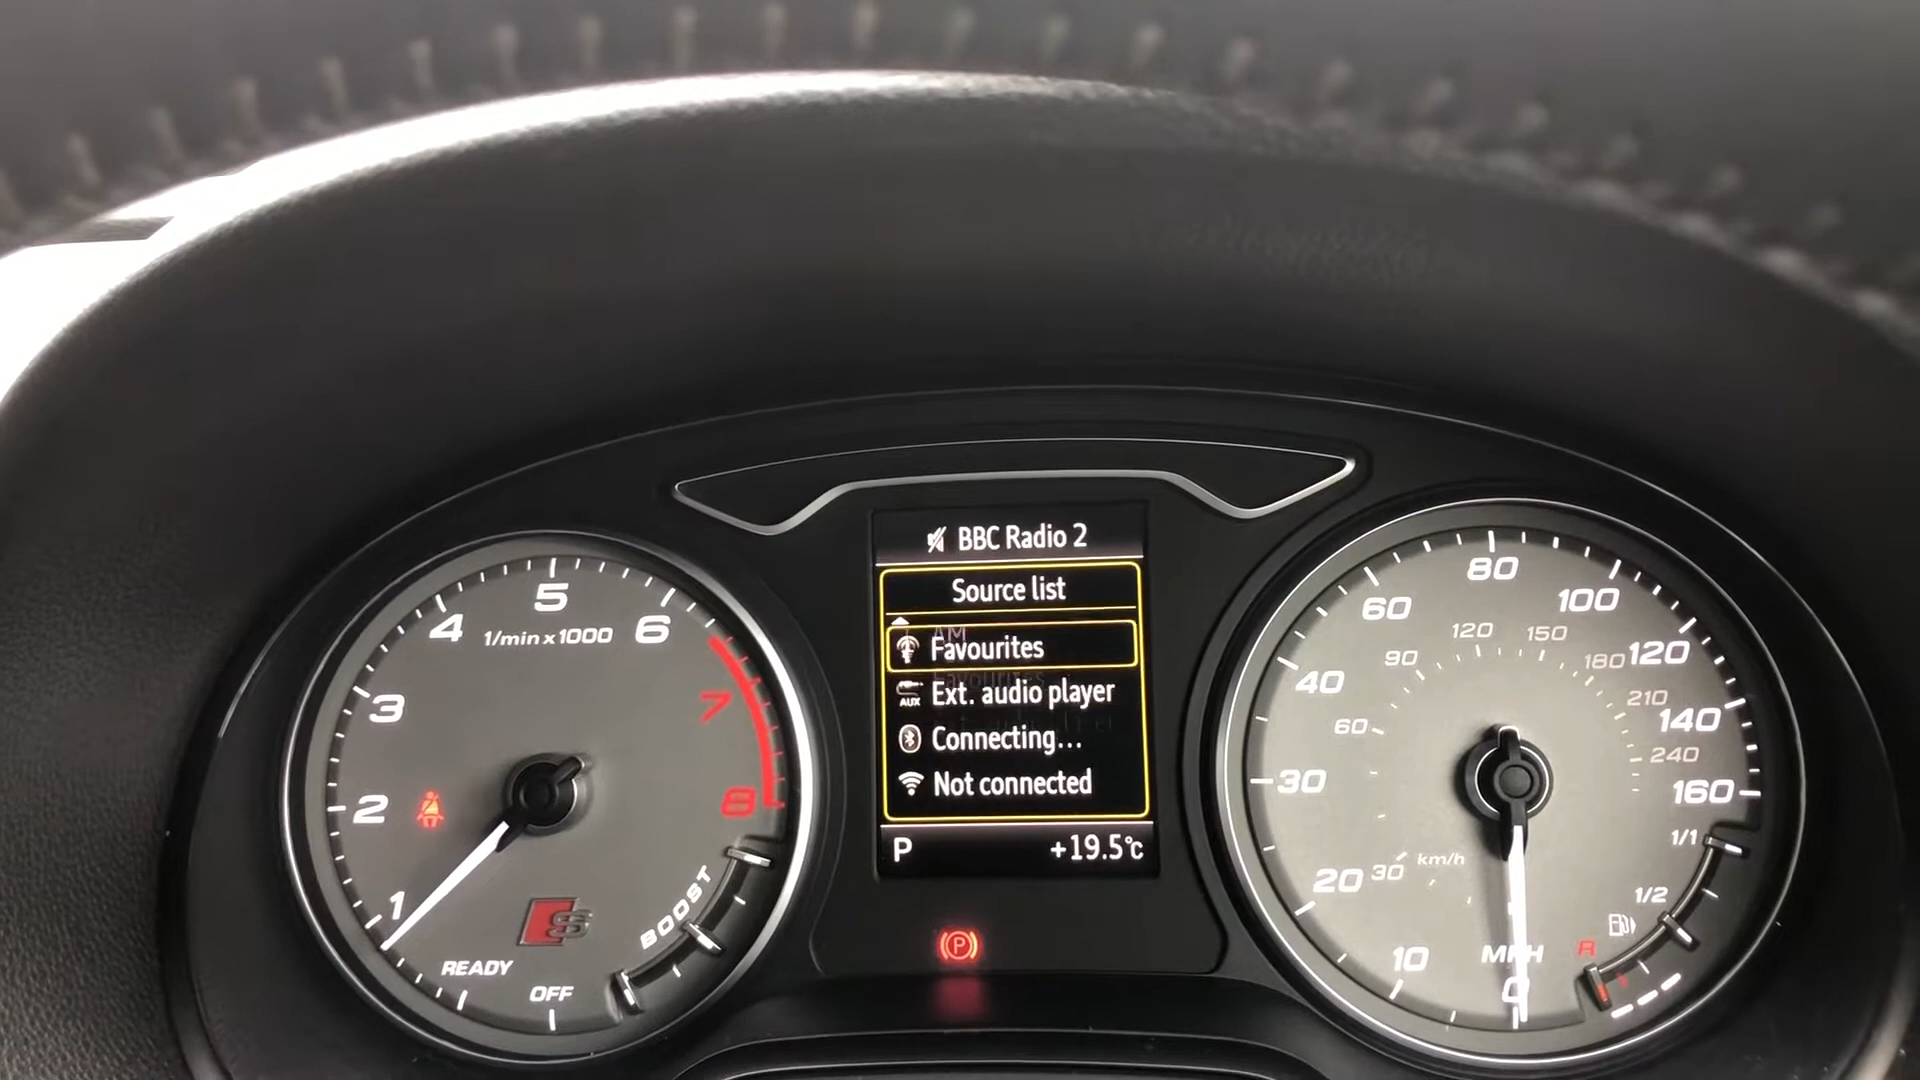 BBC Radio 2
Source list
AM
Favourites
AUX Ext. audio player
Connecting...
Not connected
P +19.5°C
1 2 3 4 5 6 7 8
1/min x 1000
READY
OFF
BOOST
S
0 10 20 30 40 60 80 100 120 140 160
MPH
30 60 90 120 150 180 210 240
km/h
1/1
1/2
R
P